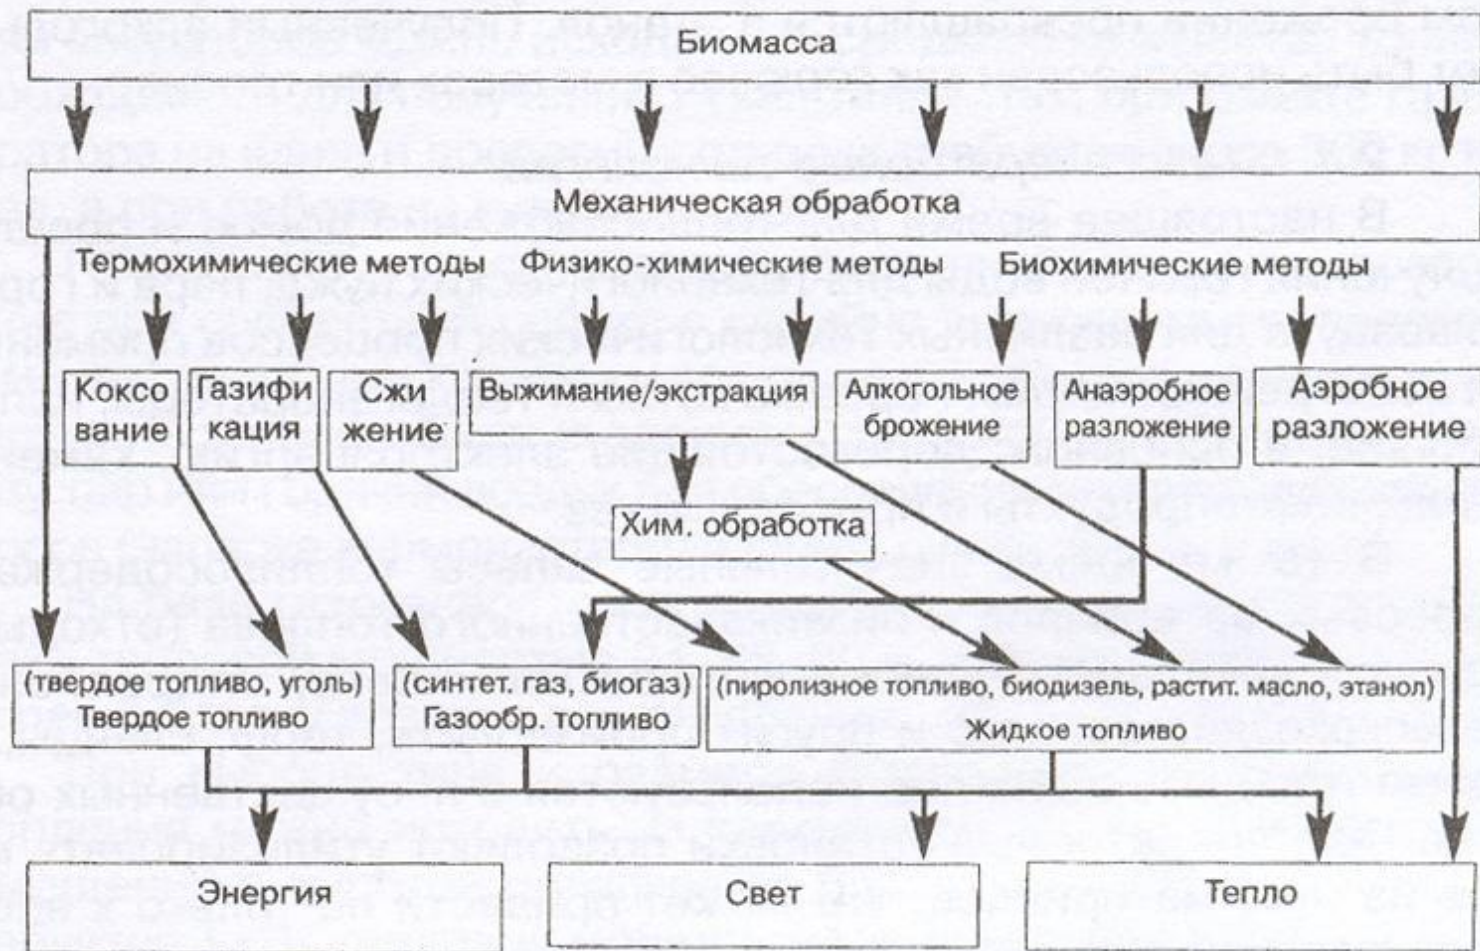 Биомасса
Механическая обработка
Термохимические методы Физико-химические методы Биохимические методы
Коксо
вание
Газифи
кация
Сжи
жение
Выжимание/экстракция
Алкогольное
брожение
Анаэробное
разложение
Аэробное
разложение
Хим. обработка
(твердое топливо, уголь)
Твердое топливо
(синтет. газ, биогаз)
Газообр. топливо
(пиролизное топливо, биодизель, растит. масло, этанол)
Жидкое топливо
Энергия
Свет
Тепло